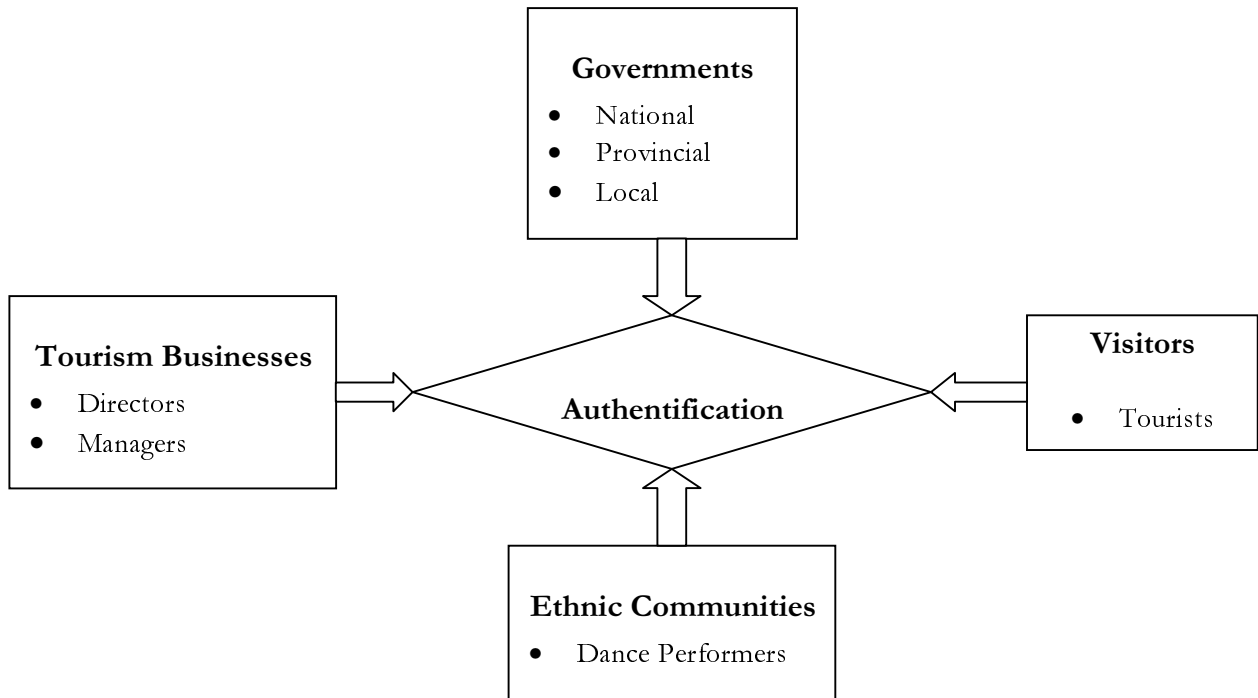 Governments
• National
• Provincial
• Local
Tourism Businesses
• Directors
• Managers
Authentification
Visitors
• Tourists
Ethnic Communities
• Dance Performers